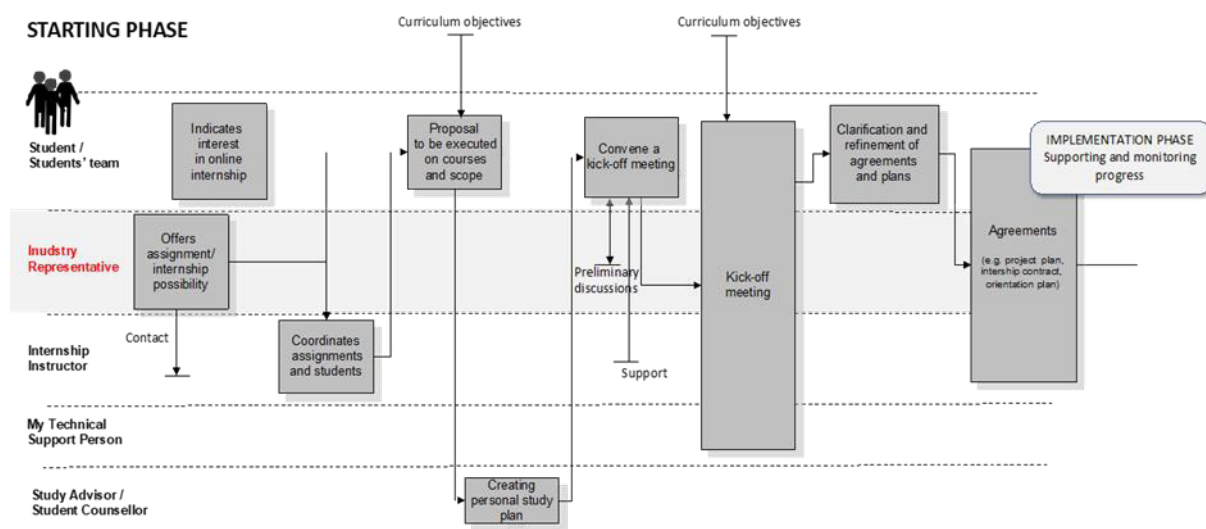 STARTING PHASE
Curriculum objectives
Curriculum objectives
Student /
Students' team
Indicates
interest
in online
internship
Proposal
to be executed
on courses
and scope
Convene a
kick-off meeting
Clarification and
refinement of
agreements
and plans
IMPLEMENTATION PHASE
Supporting and monitoring
progress
Inudstry
Representative
Offers
assignment/
internship
possibility
Preliminary
discussions
Kick-off
meeting
Agreements
(e.g. project plan,
intership contract,
orientation plan)
Contact
Internship
Instructor
Coordinates
assignments
and students
Support
My Technical
Support Person
Study Advisor /
Student Counsellor
Creating
personal study
plan